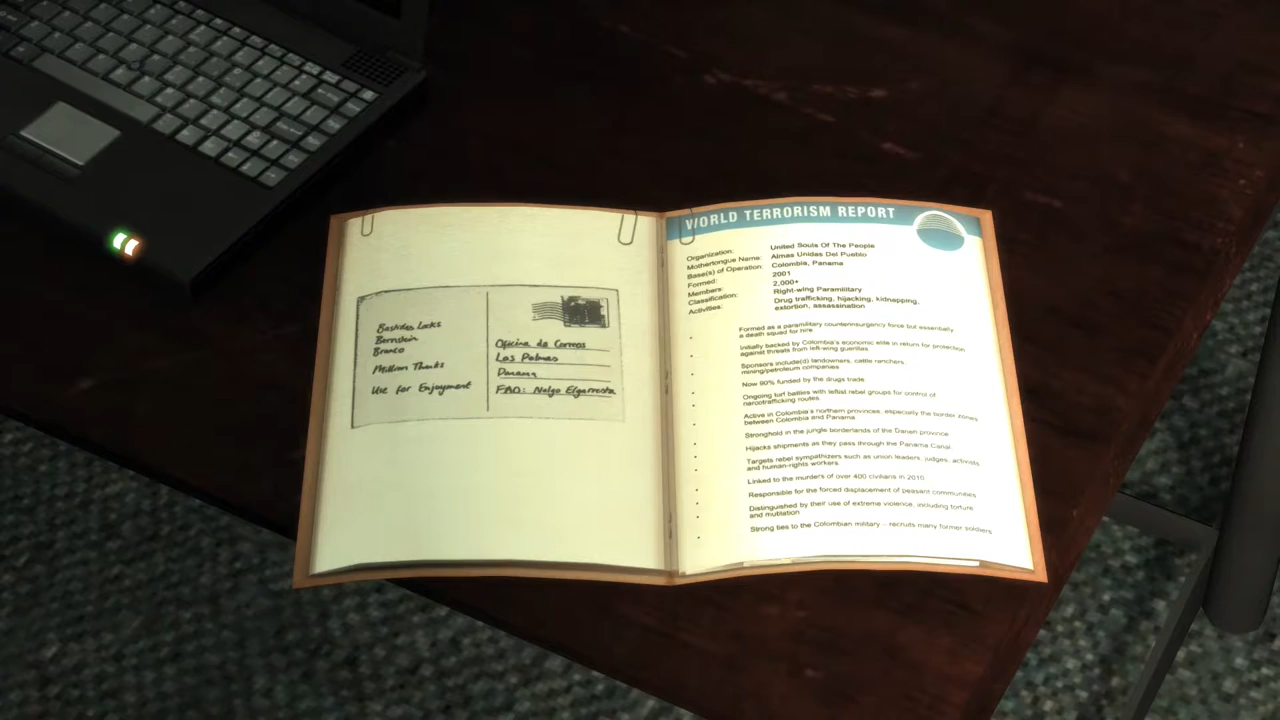 Bastides Locks
Bernstein
Branco
Million Thanks
Use for Enjoyment
Oficina de Correos
Las Palmas
Panama
FAO: Nalgo Elgarrosta
WORLD TERRORISM REPORT
Organization: United Souls Of The People
Mothertongue Name: Almas Unidas Del Pueblo
Base(s) of Operation: Colombia, Panama
Formed: 2001
Members: 2,000+
Classification: Right-wing Paramilitary
Activities: Drug trafficking, hijacking, kidnapping,
extortion, assassination
Formed as a paramilitary counterinsurgency force but essentially
a death squad for hire
Initially backed by Colombia's economic elite in return for protection
against threats from left-wing guerillas
Sponsors include(d) landowners, cattle ranchers,
mining/petroleum companies
Now 90% funded by the drugs trade
Ongoing turf battles with leftist rebel groups for control of
narcotrafficking routes.
Active in Colombia's northern provinces, especially the border zones
between Colombia and Panama
Stronghold in the jungle borderlands of the Darien province
Hijacks shipments as they pass through the Panama Canal
Targets rebel sympathizers such as union leaders, judges, activists
and human-rights workers.
Linked to the murders of over 400 civilians in 2010
Responsible for the forced displacement of peasant communities
Distinguished by their use of extreme violence, including torture
and mutilation
Strong ties to the Colombian military – recruits many former soldiers